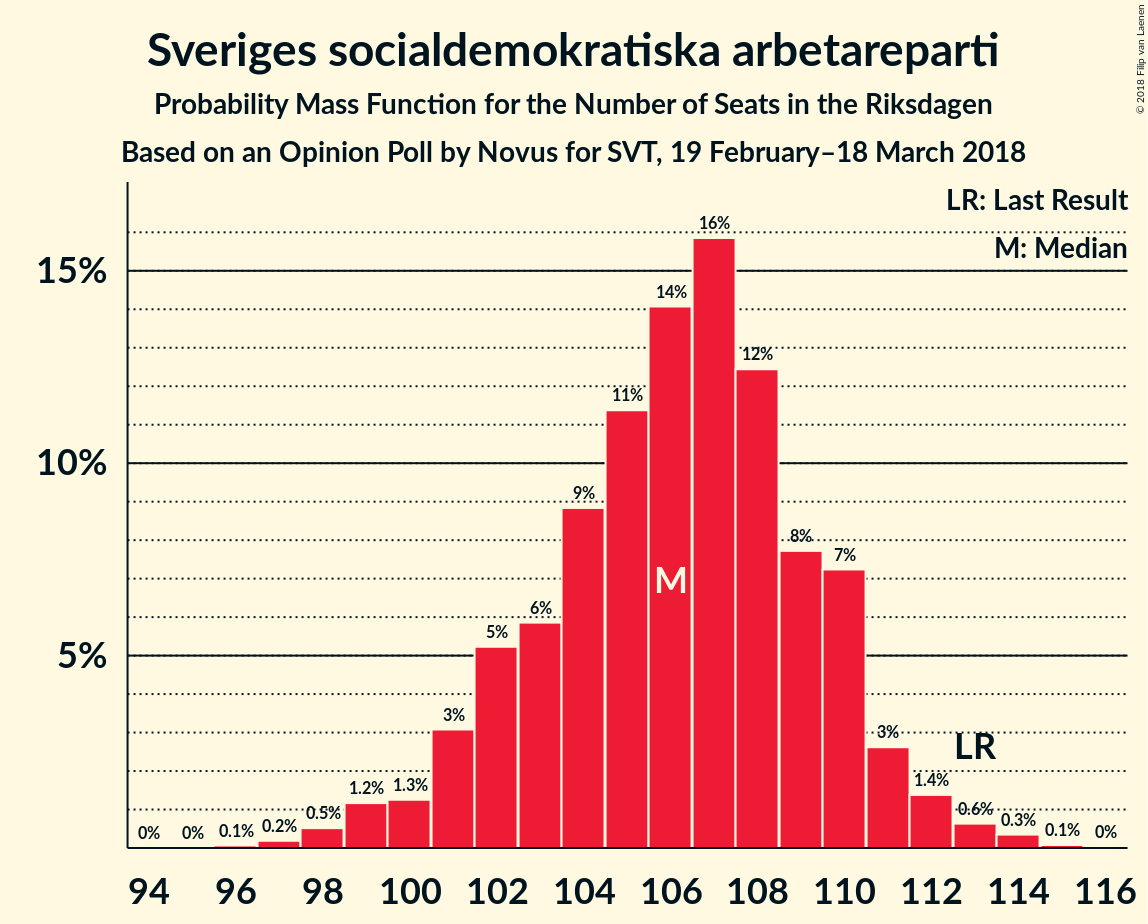 Sveriges socialdemokratiska arbetareparti
Probability Mass Function for the Number of Seats in the Riksdagen
Based on an Opinion Poll by Novus for SVT, 19 February–18 March 2018
© 2018 Filip van Laenen
LR: Last Result
M: Median
15%
10%
5%
0%
0%
0.1%
0.2%
0.5%
1.2%
1.3%
3%
5%
6%
9%
11%
14%
16%
12%
8%
7%
3%
1.4%
0.6%
0.3%
0.1%
0%
M
LR
94 96 98 100 102 104 106 108 110 112 114 116